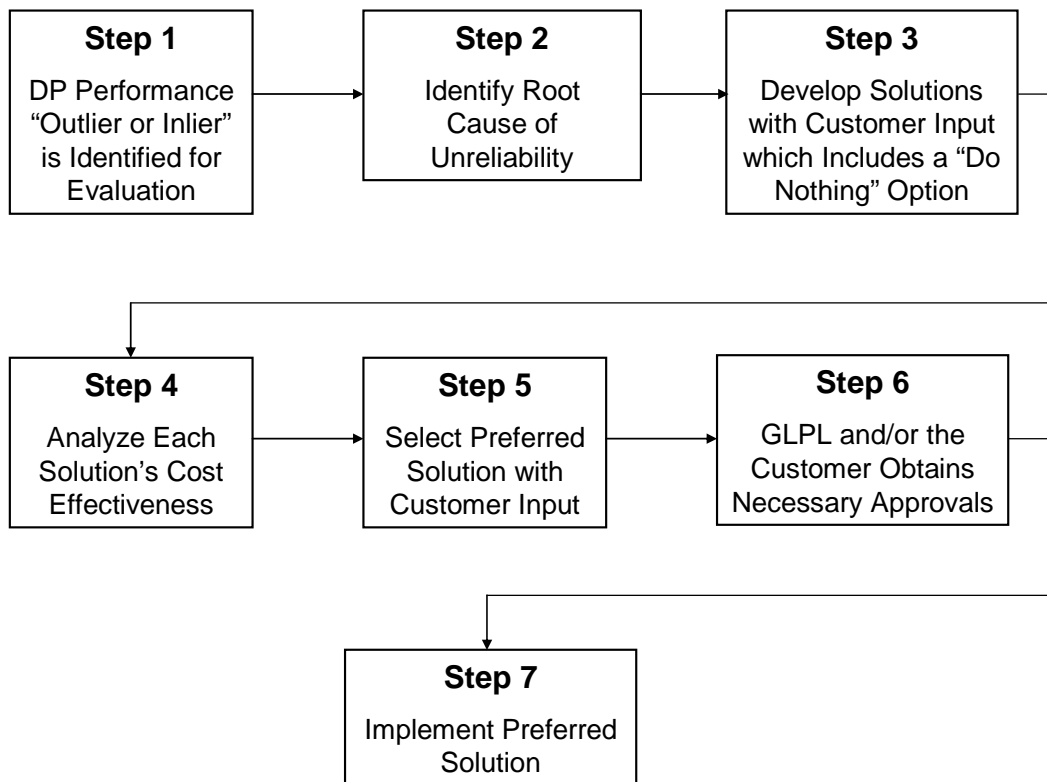 Step 1
DP Performance
“Outlier or Inlier”
is Identified for
Evaluation
Step 2
Identify Root
Cause of
Unreliability
Step 3
Develop Solutions
with Customer Input
which Includes a “Do
Nothing” Option
Step 4
Analyze Each
Solution’s Cost
Effectiveness
Step 5
Select Preferred
Solution with
Customer Input
Step 6
GLPL and/or the
Customer Obtains
Necessary Approvals
Step 7
Implement Preferred
Solution